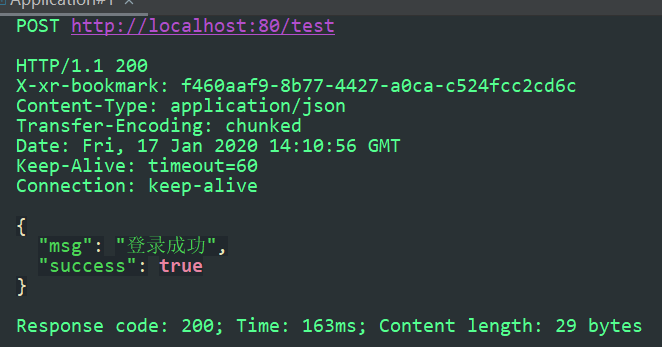 Application#1 ×
POST http://localhost:80/test
HTTP/1.1 200
X-xr-bookmark: f460aaf9-8b77-4427-a0ca-c524fcc2cd6c
Content-Type: application/json
Transfer-Encoding: chunked
Date: Fri, 17 Jan 2020 14:10:56 GMT
Keep-Alive: timeout=60
Connection: keep-alive
{
"msg": "登录成功",
"success": true
}
Response code: 200; Time: 163ms; Content length: 29 bytes